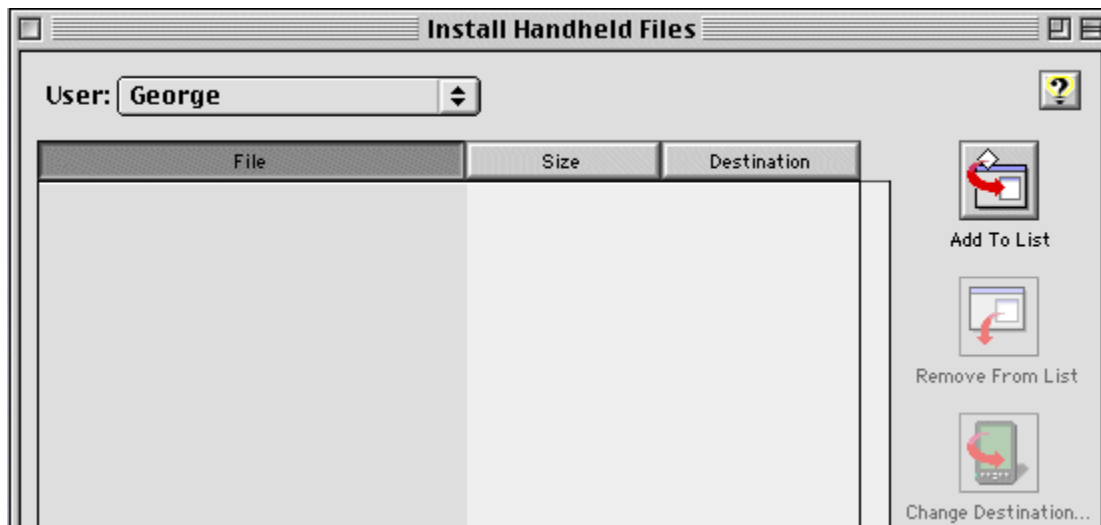 Install Handheld Files
User: George
?
File Size Destination
Add To List
Remove From List
Change Destination...